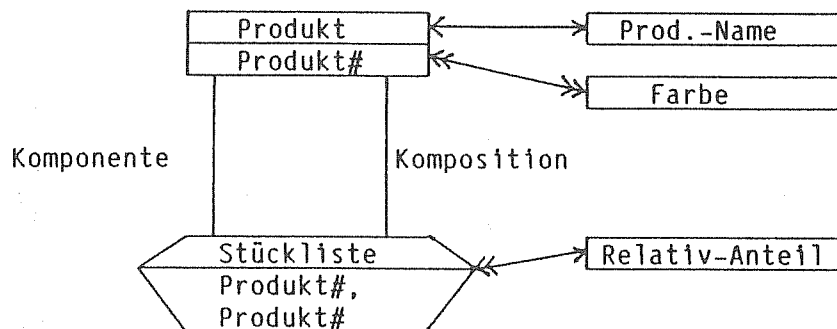 Produkt
Prod.-Name
Produkt#
Farbe
Komponente
Komposition
Stückliste
Relativ-Anteil
Produkt#,
Produkt#